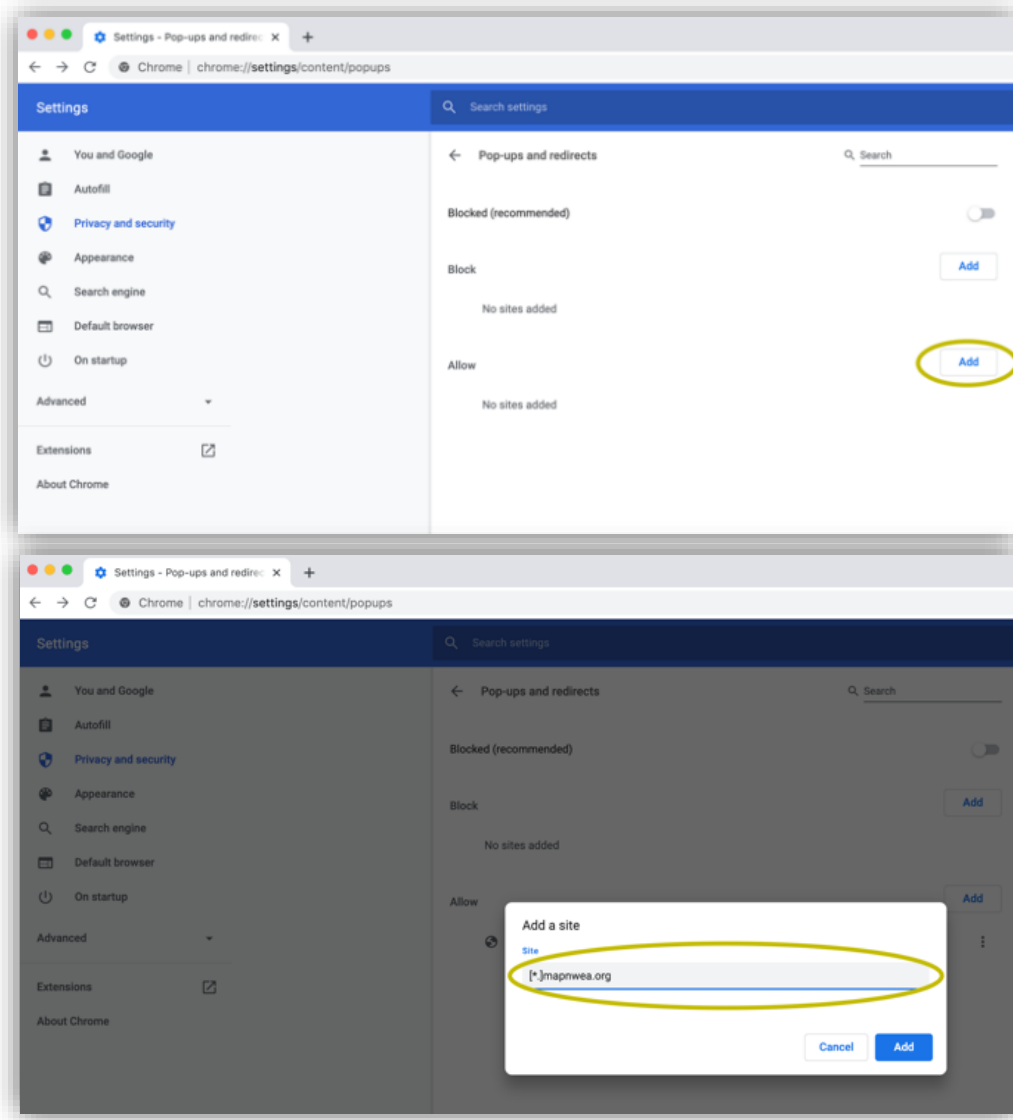 Settings - Pop-ups and redirec
Chrome | chrome://settings/content/popups
Settings
Search settings
You and Google
Autofill
Privacy and security
Appearance
Search engine
Default browser
On startup
Advanced
Extensions
About Chrome
Pop-ups and redirects
Search
Blocked (recommended)
Block
Add
No sites added
Allow
Add
No sites added
Settings - Pop-ups and redirec
Chrome | chrome://settings/content/popups
Settings
Search settings
You and Google
Autofill
Privacy and security
Appearance
Search engine
Default browser
On startup
Advanced
Extensions
About Chrome
Pop-ups and redirects
Search
Blocked (recommended)
Block
Add
No sites added
Allow
Add
Add a site
Site
[*.]mapnwea.org
Cancel
Add